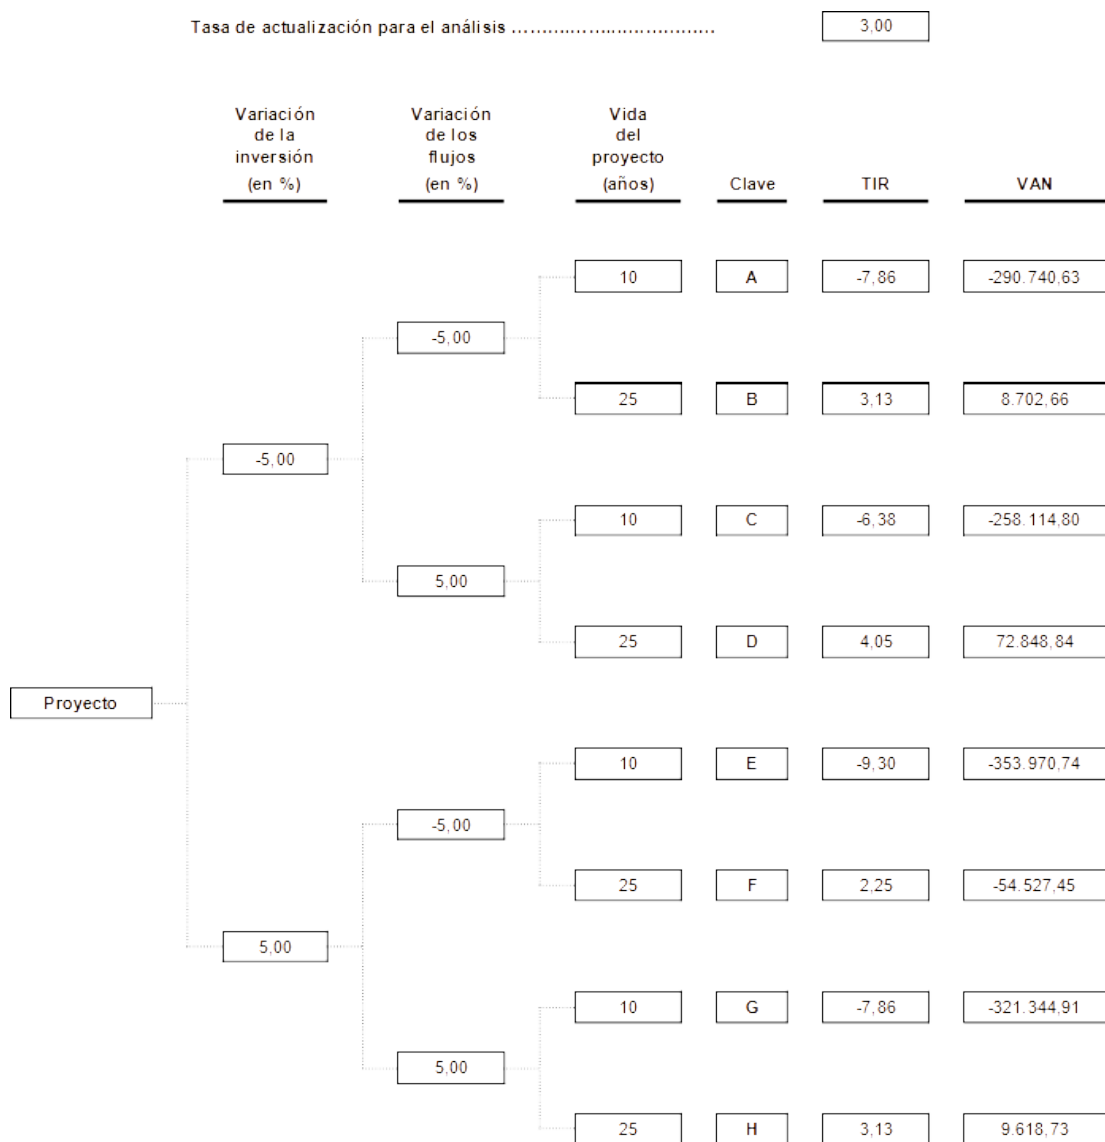 Tasa de actualización para el análisis .................................... 3,00
Variación Variación Vida
de la de los del
inversión flujos proyecto
(en %) (en %) (años) Clave TIR VAN
10 A -7,86 -290.740,63
-5,00
25 B 3,13 8.702,66
-5,00
10 C -6,38 -258.114,80
5,00
25 D 4,05 72.848,84
Proyecto
10 E -9,30 -353.970,74
-5,00
25 F 2,25 -54.527,45
5,00
10 G -7,86 -321.344,91
5,00
25 H 3,13 9.618,73